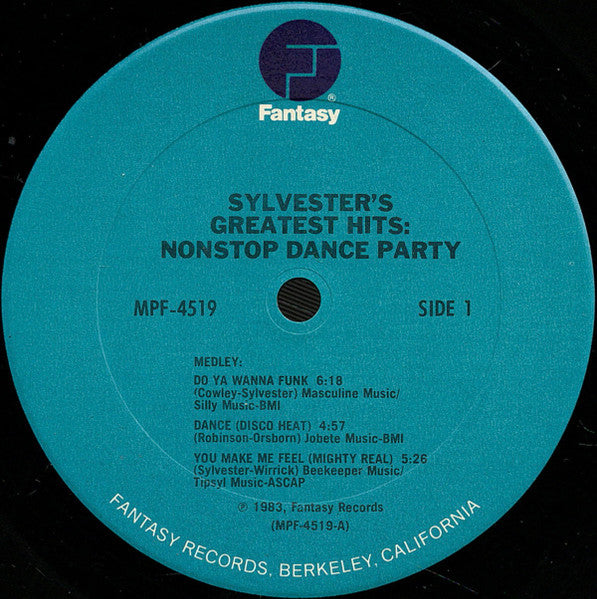 ®
Fantasy
SYLVESTER'S
GREATEST HITS:
NONSTOP DANCE PARTY
MPF-4519
SIDE 1
MEDLEY:
DO YA WANNA FUNK 6:18
(Cowley-Sylvester) Masculine Music/
Silly Music-BMI
DANCE (DISCO HEAT) 4:57
(Robinson-Orsborn) Jobete Music-BMI
YOU MAKE ME FEEL (MIGHTY REAL) 5:26
(Sylvester-Wirrick) Beekeeper Music/
Tipsyl Music-ASCAP
℗ 1983, Fantasy Records
(MPF-4519-A)
FANTASY RECORDS, BERKELEY, CALIFORNIA